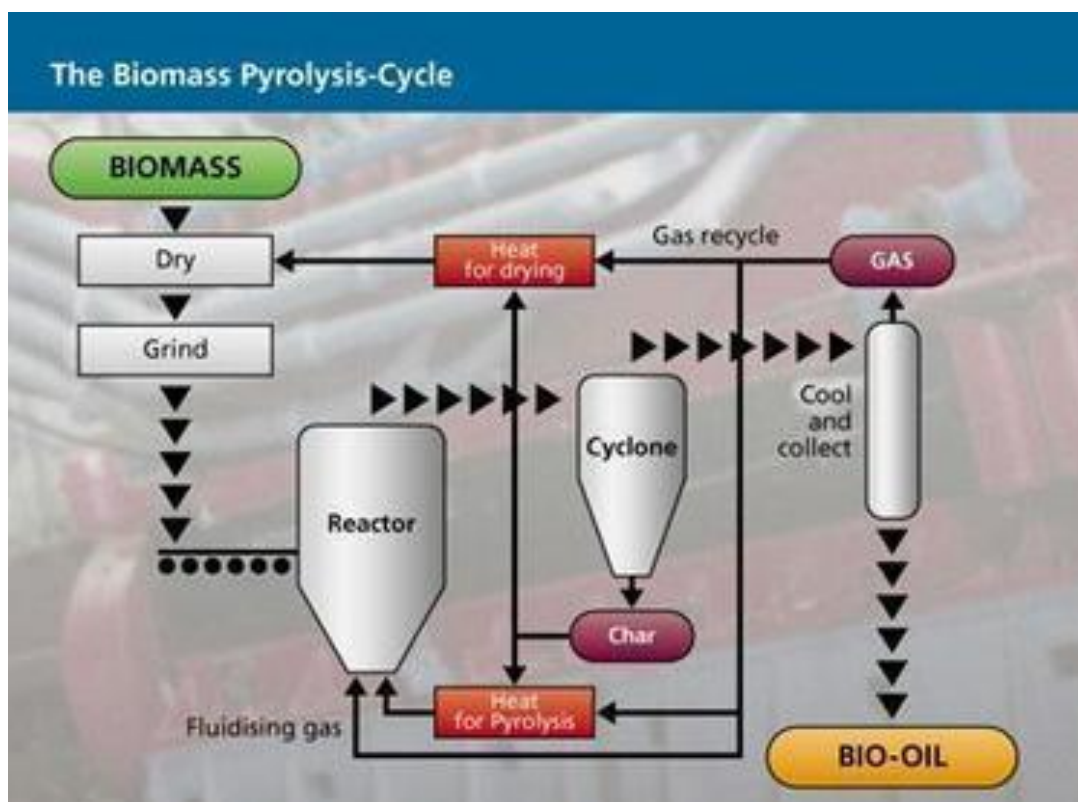 The Biomass Pyrolysis-Cycle
BIOMASS
Dry
Heat
for drying
Gas recycle
GAS
Grind
Cool
and
collect
Cyclone
Reactor
Char
Heat
for Pyrolysis
Fluidising gas
BIO-OIL